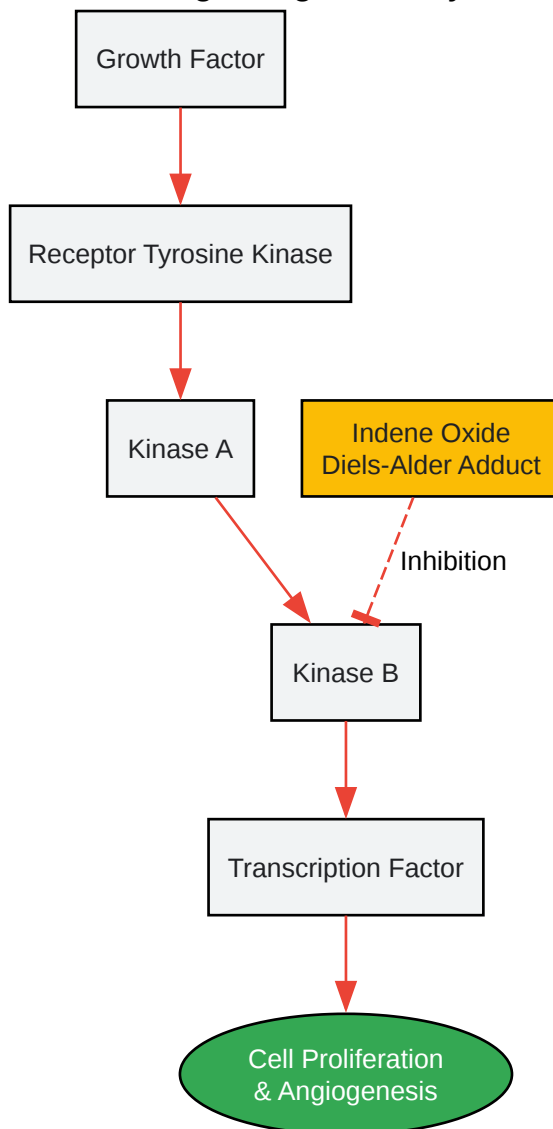 Growth Factor
Receptor Tyrosine Kinase
Kinase A
Indene Oxide
Diels-Alder Adduct
Inhibition
Kinase B
Transcription Factor
Cell Proliferation
& Angiogenesis